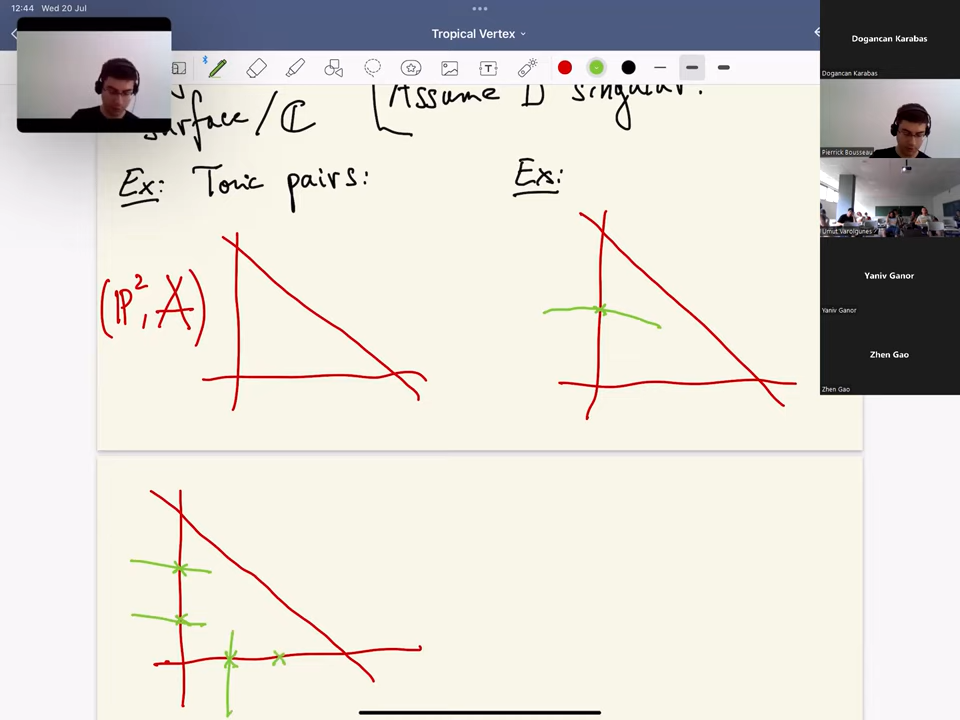 12:44 Wed 20 Jul
Tropical Vertex
surface/ℂ
Assume D singular.
Ex: Toric pairs:
Ex:
(ℙ²,
Dogancan Karabas
Dogancan Karabas
Pierrick Bousseau
Umut Varolgunes
Yaniv Ganor
Yaniv Ganor
Zhen Gao
Zhen Gao